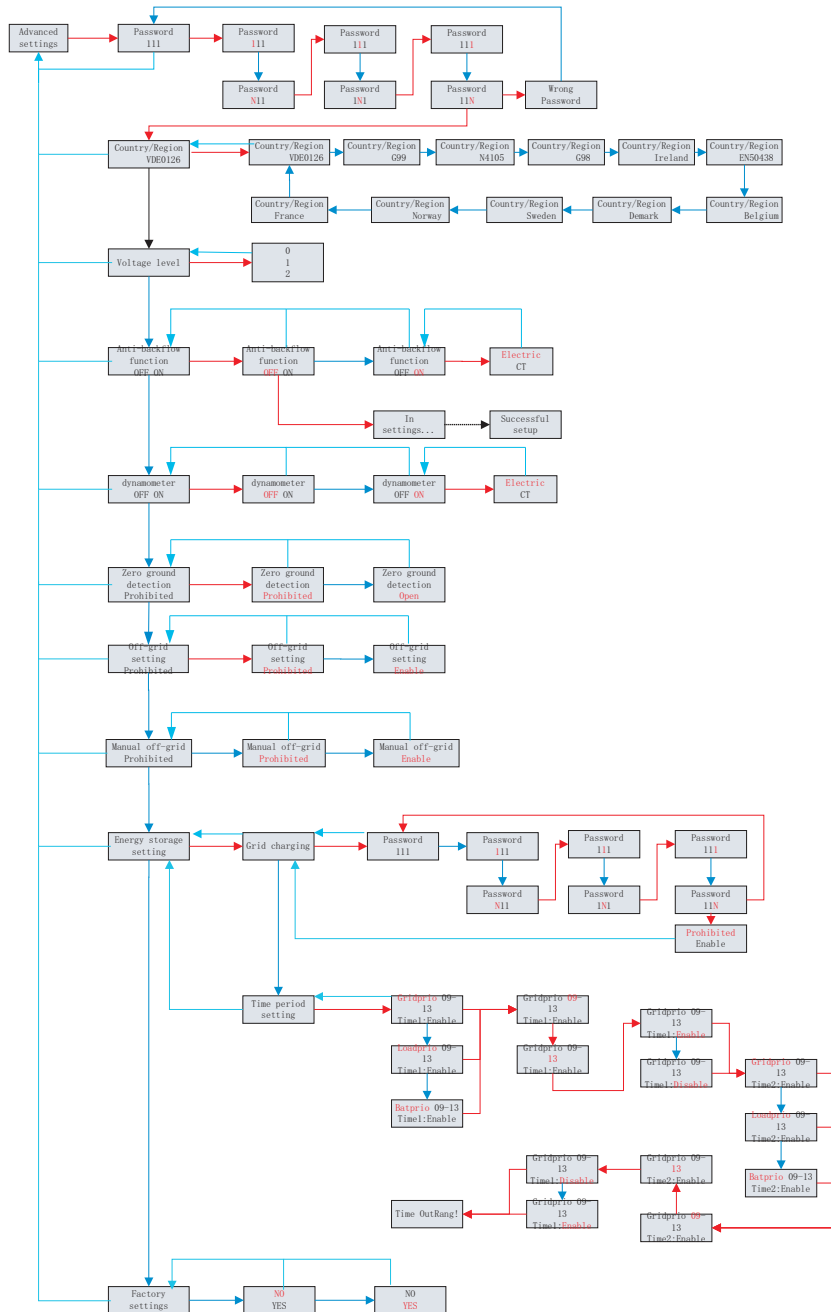 Advanced
settings
Password
111
Password
111
Password
111
Password
111
Password
N11
Password
1N1
Password
11N
Wrong
Password
Country/Region
VDE0126
Country/Region
VDE0126
Country/Region
G99
Country/Region
N4105
Country/Region
G98
Country/Region
Ireland
Country/Region
EN50438
Country/Region
France
Country/Region
Norway
Country/Region
Sweden
Country/Region
Demark
Country/Region
Belgium
Voltage level
0
1
2
Anti-backflow
function
OFF ON
Anti-backflow
function
OFF ON
Anti-backflow
function
OFF ON
Electric
CT
In
settings...
Successful
setup
dynamometer
OFF ON
dynamometer
OFF ON
dynamometer
OFF ON
Electric
CT
Zero ground
detection
Prohibited
Zero ground
detection
Prohibited
Zero ground
detection
Open
Off-grid
setting
Prohibited
Off-grid
setting
Prohibited
Off-grid
setting
Enable
Manual off-grid
Prohibited
Manual off-grid
Prohibited
Manual off-grid
Enable
Energy storage
setting
Grid charging
Password
111
Password
111
Password
111
Password
111
Password
N11
Password
1N1
Password
11N
Prohibited
Enable
Time period
setting
Gridprio 09-
13
Time1:Enable
Gridprio 09-
13
Time1:Enable
Gridprio 09-
13
Time1:Enable
Loadprio 09-
13
Time1:Enable
Gridprio 09-
13
Time1:Enable
Gridprio 09-
13
Time1:Disable
Gridprio 09-
13
Time2:Enable
Batprio 09-13
Time1:Enable
Loadprio 09-
13
Time2:Enable
Gridprio 09-
13
Time1:Disable
Gridprio 09-
13
Time2:Enable
Batprio 09-13
Time2:Enable
Time OutRang!
Gridprio 09-
13
Time1:Enable
Gridprio 09-
13
Time2:Enable
Factory
settings
NO
YES
NO
YES